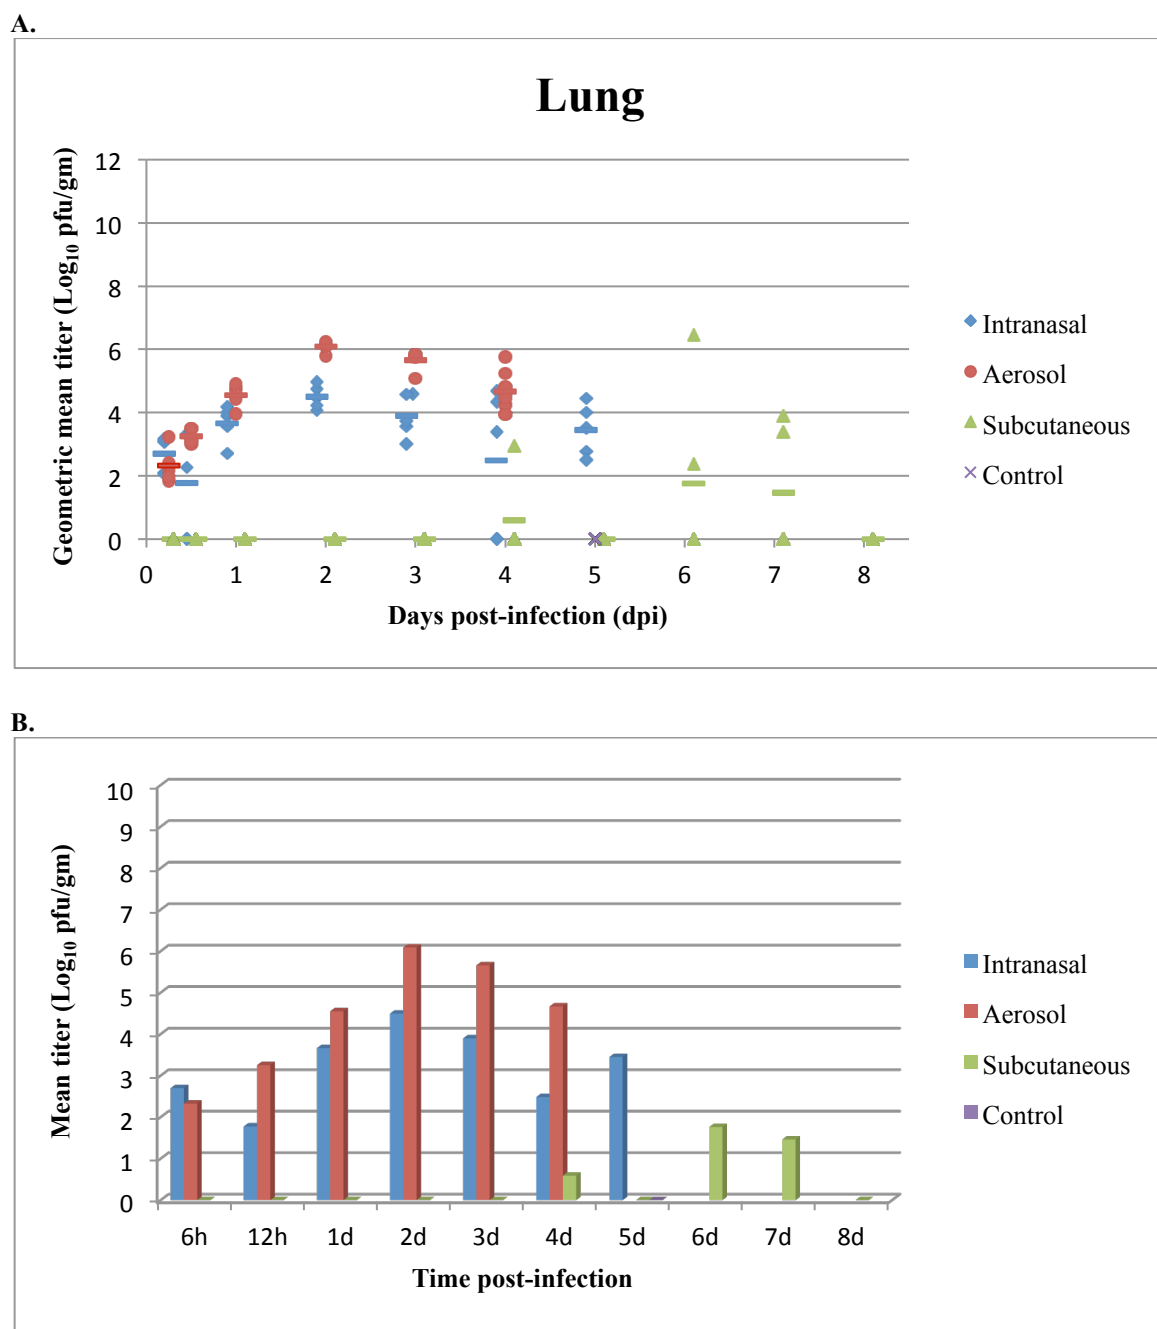 A.
Lung
Geometric mean titer (Log₁₀ pfu/gm)
12
10
8
6
4
2
0
0 1 2 3 4 5 6 7 8
Days post-infection (dpi)
Intranasal
Aerosol
Subcutaneous
Control
B.
Mean titer (Log₁₀ pfu/gm)
10
9
8
7
6
5
4
3
2
1
0
6h 12h 1d 2d 3d 4d 5d 6d 7d 8d
Time post-infection
Intranasal
Aerosol
Subcutaneous
Control